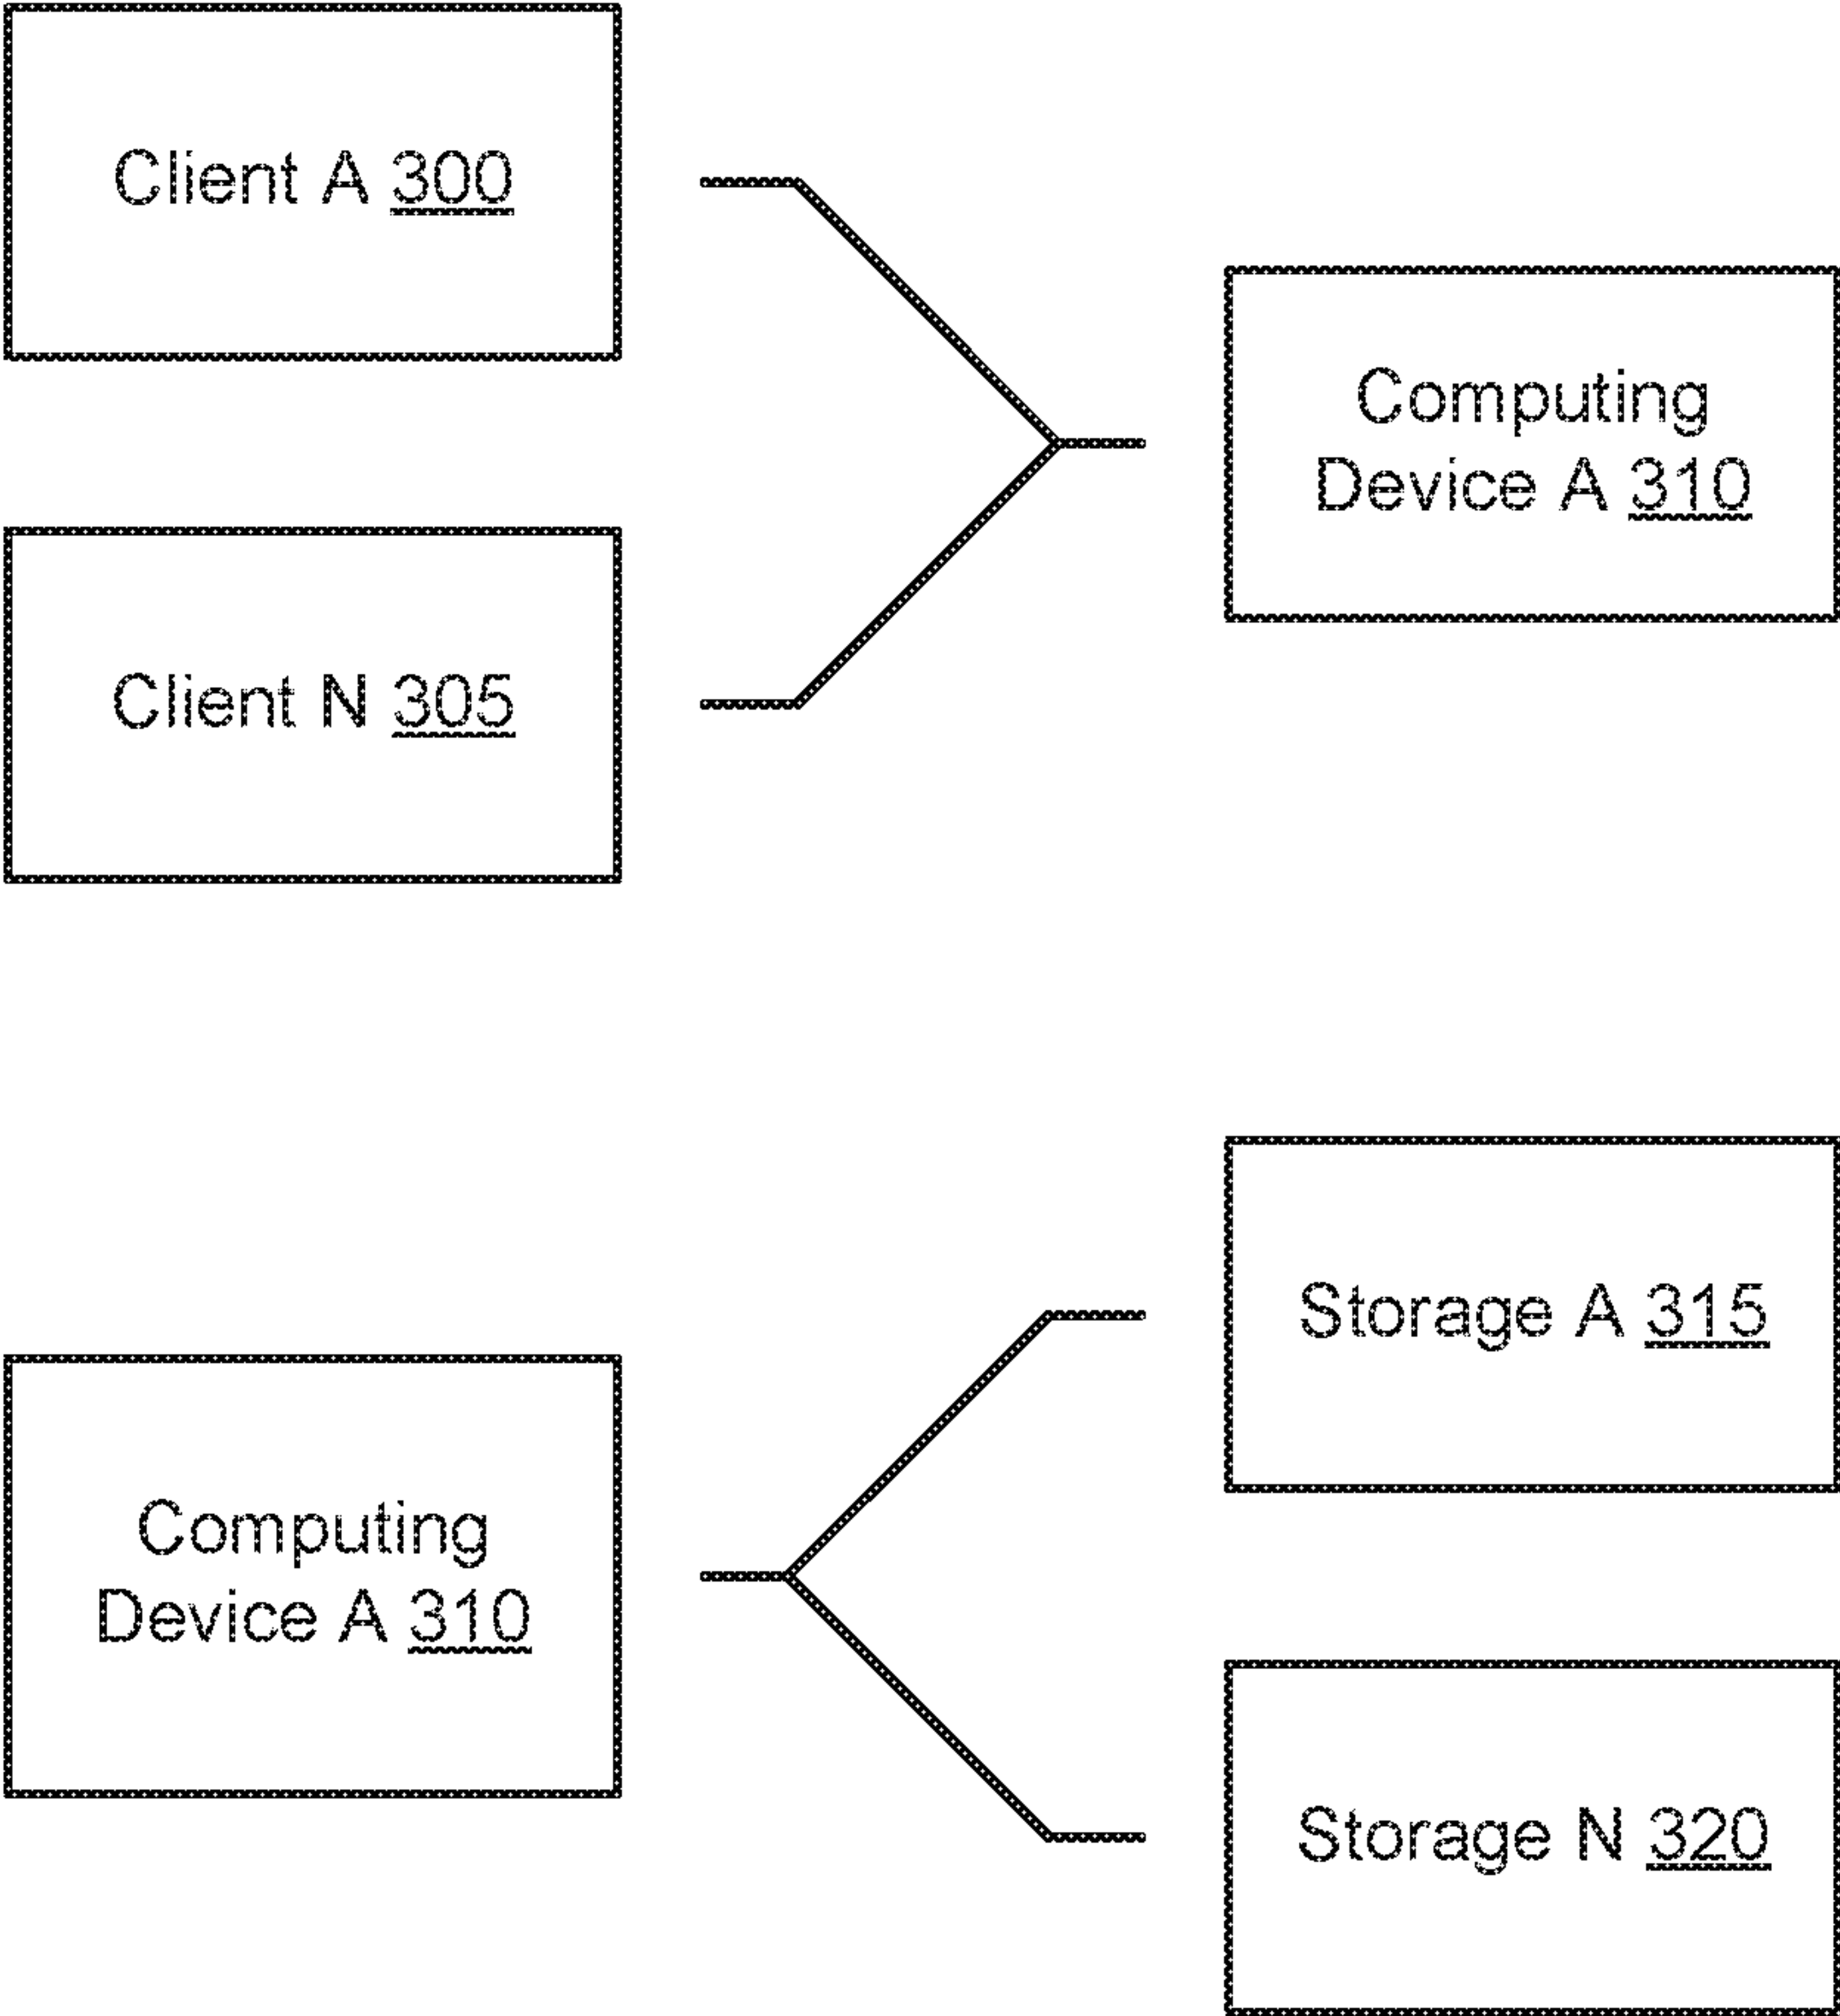 Client A 300
Computing
Device A 310
Client N 305
Storage A 315
Computing
Device A 310
Storage N 320